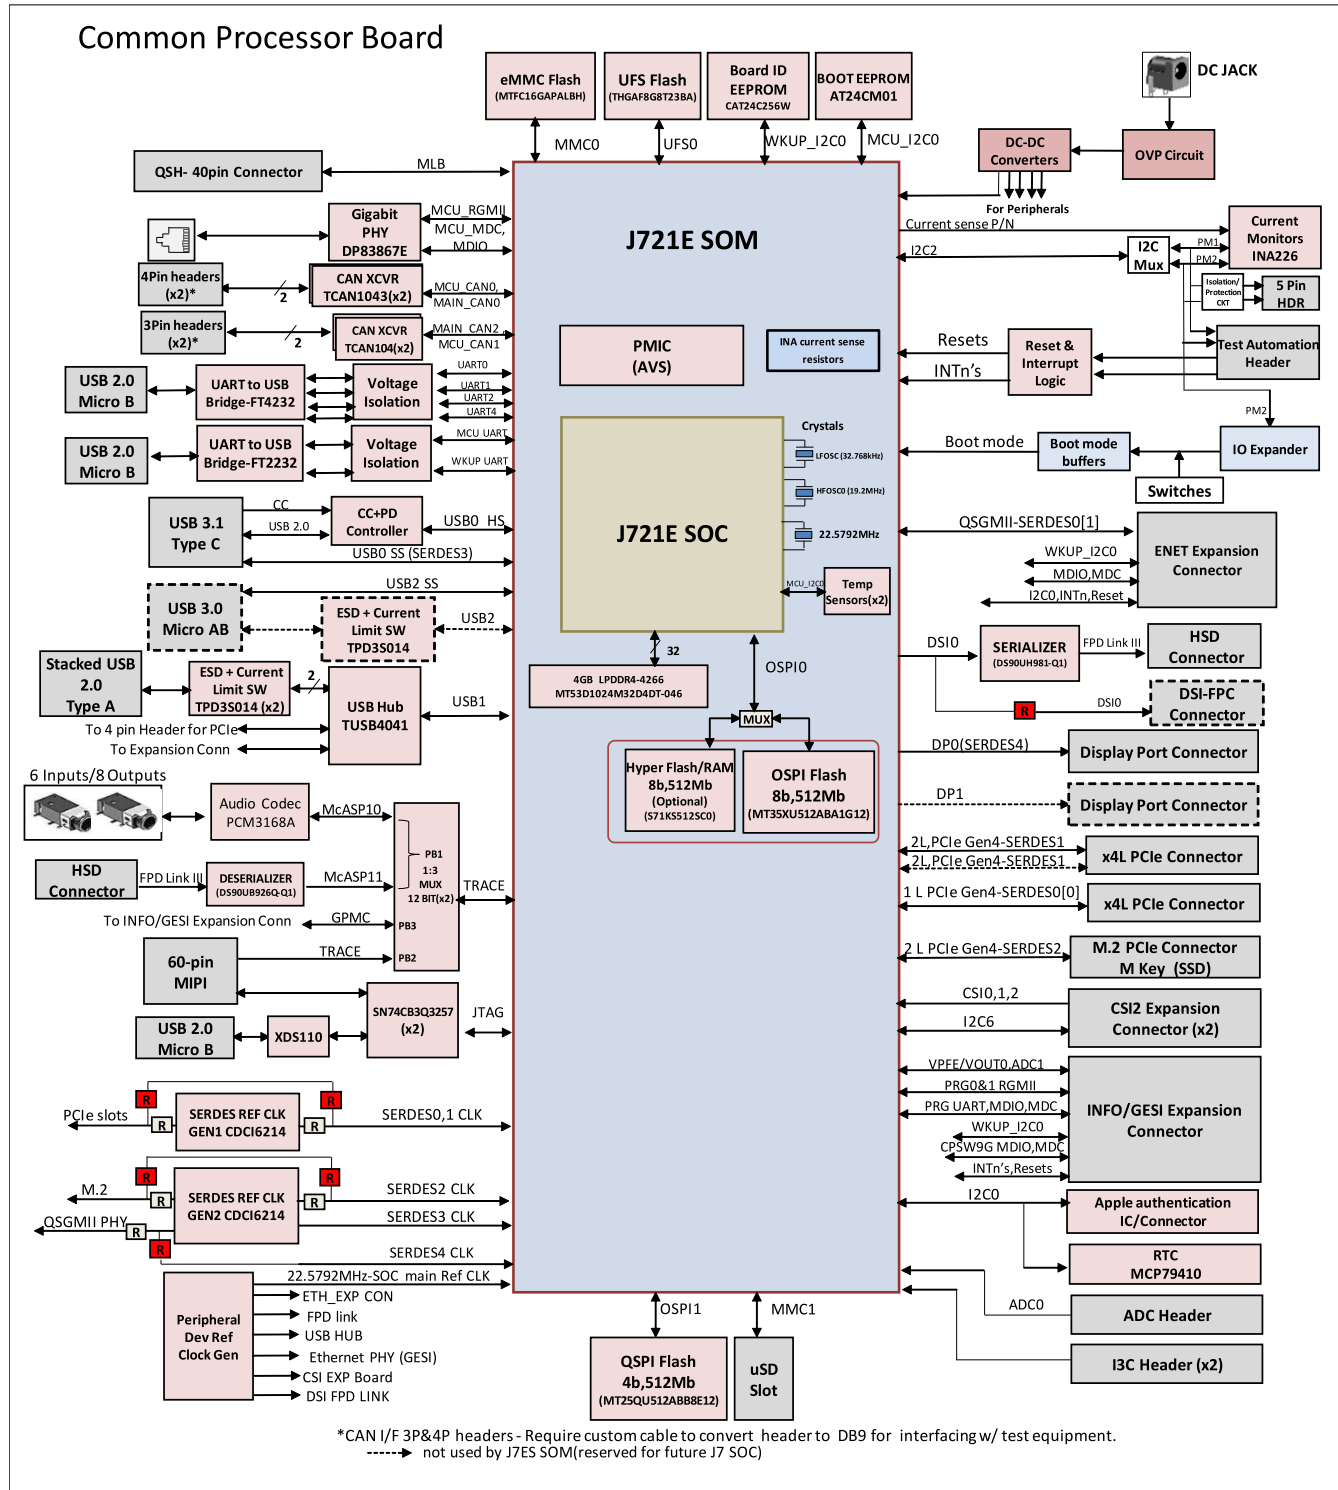 Common Processor Board
eMMC Flash
(MTFC16GAPALBH)
UFS Flash
(THGAF8G8T23BA)
Board ID
EEPROM
CAT24C256W
BOOT EEPROM
AT24CM01
DC JACK
MMC0
UFS0
WKUP_I2C0
MCU_I2C0
DC-DC
Converters
OVP Circuit
For Peripherals
QSH- 40pin Connector
MLB
Gigabit
PHY
DP83867E
MCU_RGMII
MCU_MDC,
MDIO
4Pin headers
(x2)*
2
CAN XCVR
TCAN1043(x2)
MCU_CAN0,
MAIN_CAN0
3Pin headers
(x2)*
2
CAN XCVR
TCAN104(x2)
MAIN_CAN2,
MCU_CAN1
USB 2.0
Micro B
UART to USB
Bridge-FT4232
Voltage
Isolation
UART0
UART1
UART2
UART4
USB 2.0
Micro B
UART to USB
Bridge-FT2232
Voltage
Isolation
MCU UART
WKUP UART
USB 3.1
Type C
CC
USB 2.0
CC+PD
Controller
USB0 HS
USB0 SS (SERDES3)
USB2 SS
USB 3.0
Micro AB
ESD + Current
Limit SW
TPD3S014
USB2
Stacked USB
2.0
Type A
ESD + Current
Limit SW
TPD3S014 (x2)
2
USB Hub
TUSB4041
USB1
To 4 pin Header for PCIe
To Expansion Conn
6 Inputs/8 Outputs
Audio Codec
PCM3168A
McASP10
HSD
Connector
FPD Link III
DESERIALIZER
(DS90UB926Q-Q1)
McASP11
PB1
1:3
MUX
12 BIT(x2)
PB3
PB2
TRACE
To INFO/GESI Expansion Conn
GPMC
60-pin
MIPI
TRACE
USB 2.0
Micro B
XDS110
SN74CB3Q3257
(x2)
JTAG
R
R
PCIe slots
R
SERDES REF CLK
GEN1 CDCI6214
R
SERDES0,1 CLK
R
R
M.2
R
SERDES REF CLK
GEN2 CDCI6214
R
SERDES2 CLK
QSGMII PHY
R
SERDES3 CLK
R
SERDES4 CLK
Peripheral
Dev Ref
Clock Gen
22.5792MHz-SOC main Ref CLK
ETH_EXP CON
FPD link
USB HUB
Ethernet PHY (GESI)
CSI EXP Board
DSI FPD LINK
J721E SOM
PMIC
(AVS)
INA current sense
resistors
J721E SOC
Crystals
LFOSC (32.768kHz)
HFOSC0 (19.2MHz)
22.5792MHz
MCU_I2C0
Temp
Sensors(x2)
32
OSPI0
4GB LPDDR4-4266
MT53D1024M32D4DT-046
MUX
Hyper Flash/RAM
8b,512Mb
(Optional)
(S71KS512SC0)
OSPI Flash
8b,512Mb
(MT35XU512ABA1G12)
OSPI1
MMC1
QSPI Flash
4b,512Mb
(MT25QU512ABB8E12)
uSD
Slot
Current sense P/N
I2C2
I2C
Mux
PM1
PM2
Current
Monitors
INA226
Isolation/
Protection
CKT
5 Pin
HDR
Resets
INTn's
Reset &
Interrupt
Logic
Test Automation
Header
PM2
Boot mode
Boot mode
buffers
IO Expander
Switches
QSGMII-SERDES0[1]
WKUP_I2C0
MDIO,MDC
I2C0,INTn,Reset
ENET Expansion
Connector
DSI0
SERIALIZER
(DS90UH981-Q1)
FPD Link III
HSD
Connector
R
DSI0
DSI-FPC
Connector
DP0(SERDES4)
Display Port Connector
DP1
Display Port Connector
2L,PCIe Gen4-SERDES1
2L,PCIe Gen4-SERDES1
x4L PCIe Connector
1 L PCIe Gen4-SERDES0[0]
x4L PCIe Connector
2 L PCIe Gen4-SERDES2
M.2 PCIe Connector
M Key (SSD)
CSI0,1,2
I2C6
CSI2 Expansion
Connector (x2)
VPFE/VOUT0,ADC1
PRG0&1 RGMII
PRG UART,MDIO,MDC
WKUP_I2C0
CPSW9G MDIO,MDC
INTn's,Resets
INFO/GESI Expansion
Connector
I2C0
Apple authentication
IC/Connector
RTC
MCP79410
ADC0
ADC Header
I3C Header (x2)
*CAN I/F 3P&4P headers - Require custom cable to convert header to DB9 for interfacing w/ test equipment.
not used by J7ES SOM(reserved for future J7 SOC)